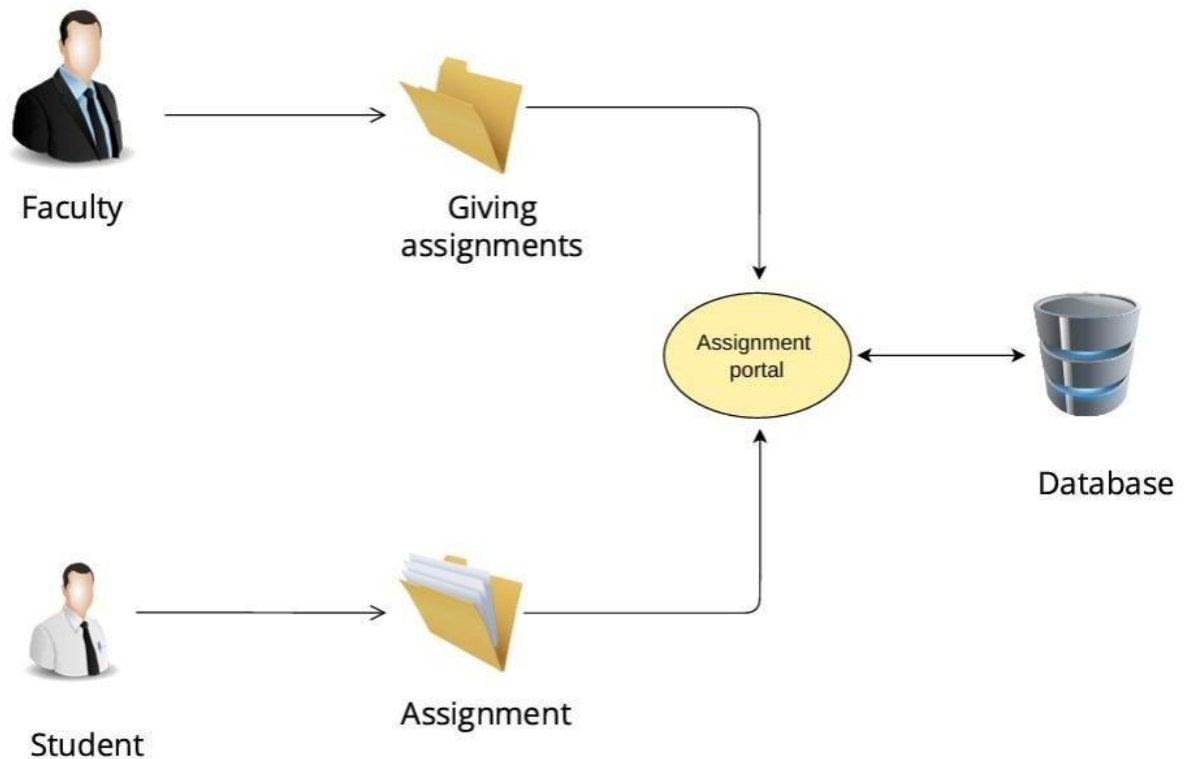 Faculty
Giving
assignments
Assignment
portal
Database
Assignment
Student